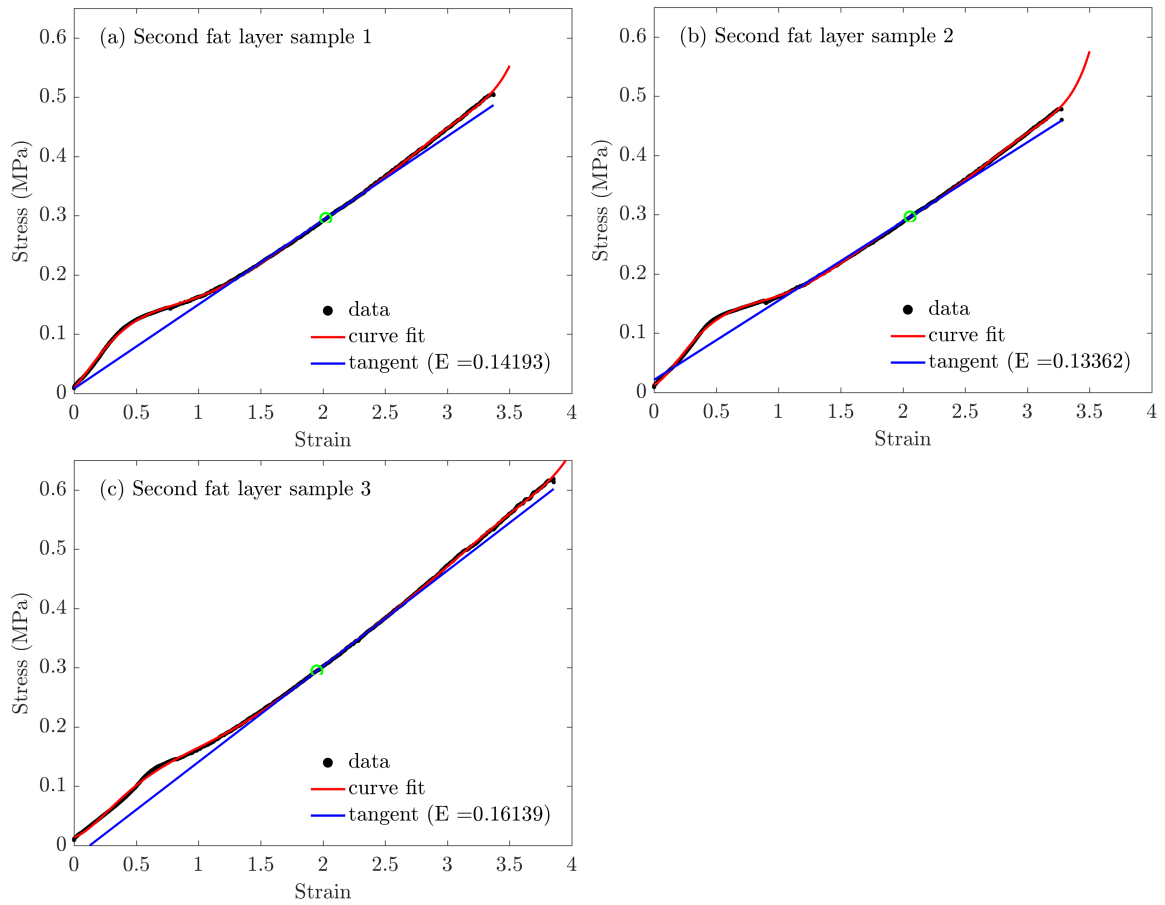 (a) Second fat layer sample 1
0.6
0.5
0.4
0.3
0.2
0.1
0
Stress (MPa)
data
curve fit
tangent (E =0.14193)
0 0.5 1 1.5 2 2.5 3 3.5 4
Strain
(b) Second fat layer sample 2
0.6
0.5
0.4
0.3
0.2
0.1
0
Stress (MPa)
data
curve fit
tangent (E =0.13362)
0 0.5 1 1.5 2 2.5 3 3.5 4
Strain
(c) Second fat layer sample 3
0.6
0.5
0.4
0.3
0.2
0.1
0
Stress (MPa)
data
curve fit
tangent (E =0.16139)
0 0.5 1 1.5 2 2.5 3 3.5 4
Strain